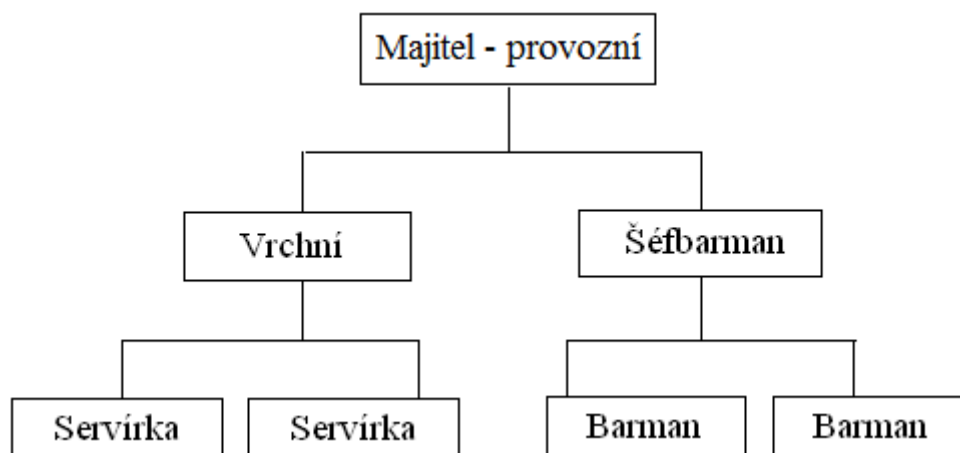 Majitel - provozní
Vrchní
Šéfbarman
Servírka
Servírka
Barman
Barman